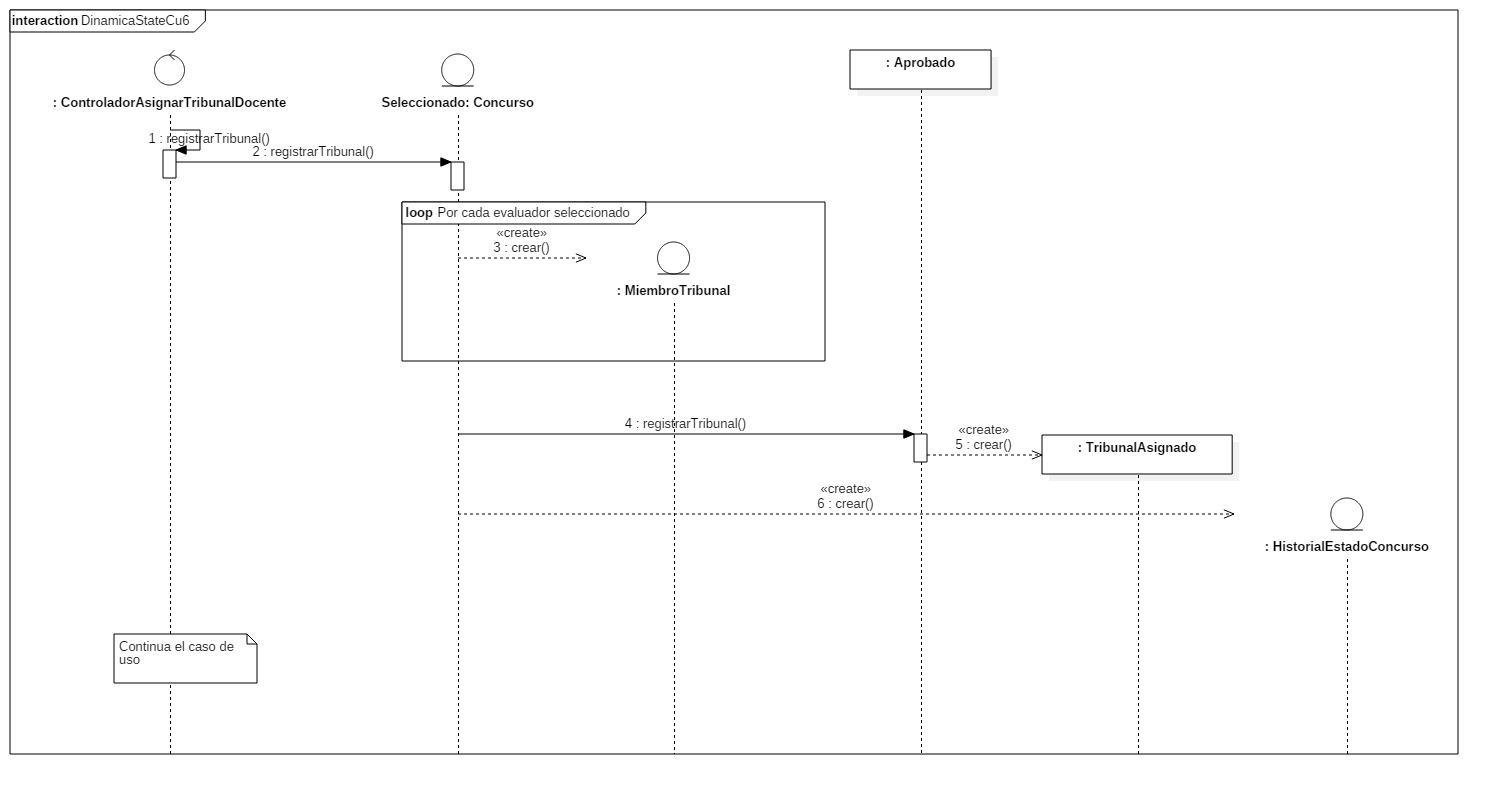 interaction DinamicaStateCu6
: ControladorAsignarTribunalDocente
Seleccionado: Concurso
: Aprobado
1 : registrarTribunal()
2 : registrarTribunal()
loop Por cada evaluador seleccionado
«create»
3 : crear()
: MiembroTribunal
4 : registrarTribunal()
«create»
5 : crear()
: TribunalAsignado
«create»
6 : crear()
: HistorialEstadoConcurso
Continua el caso de
uso